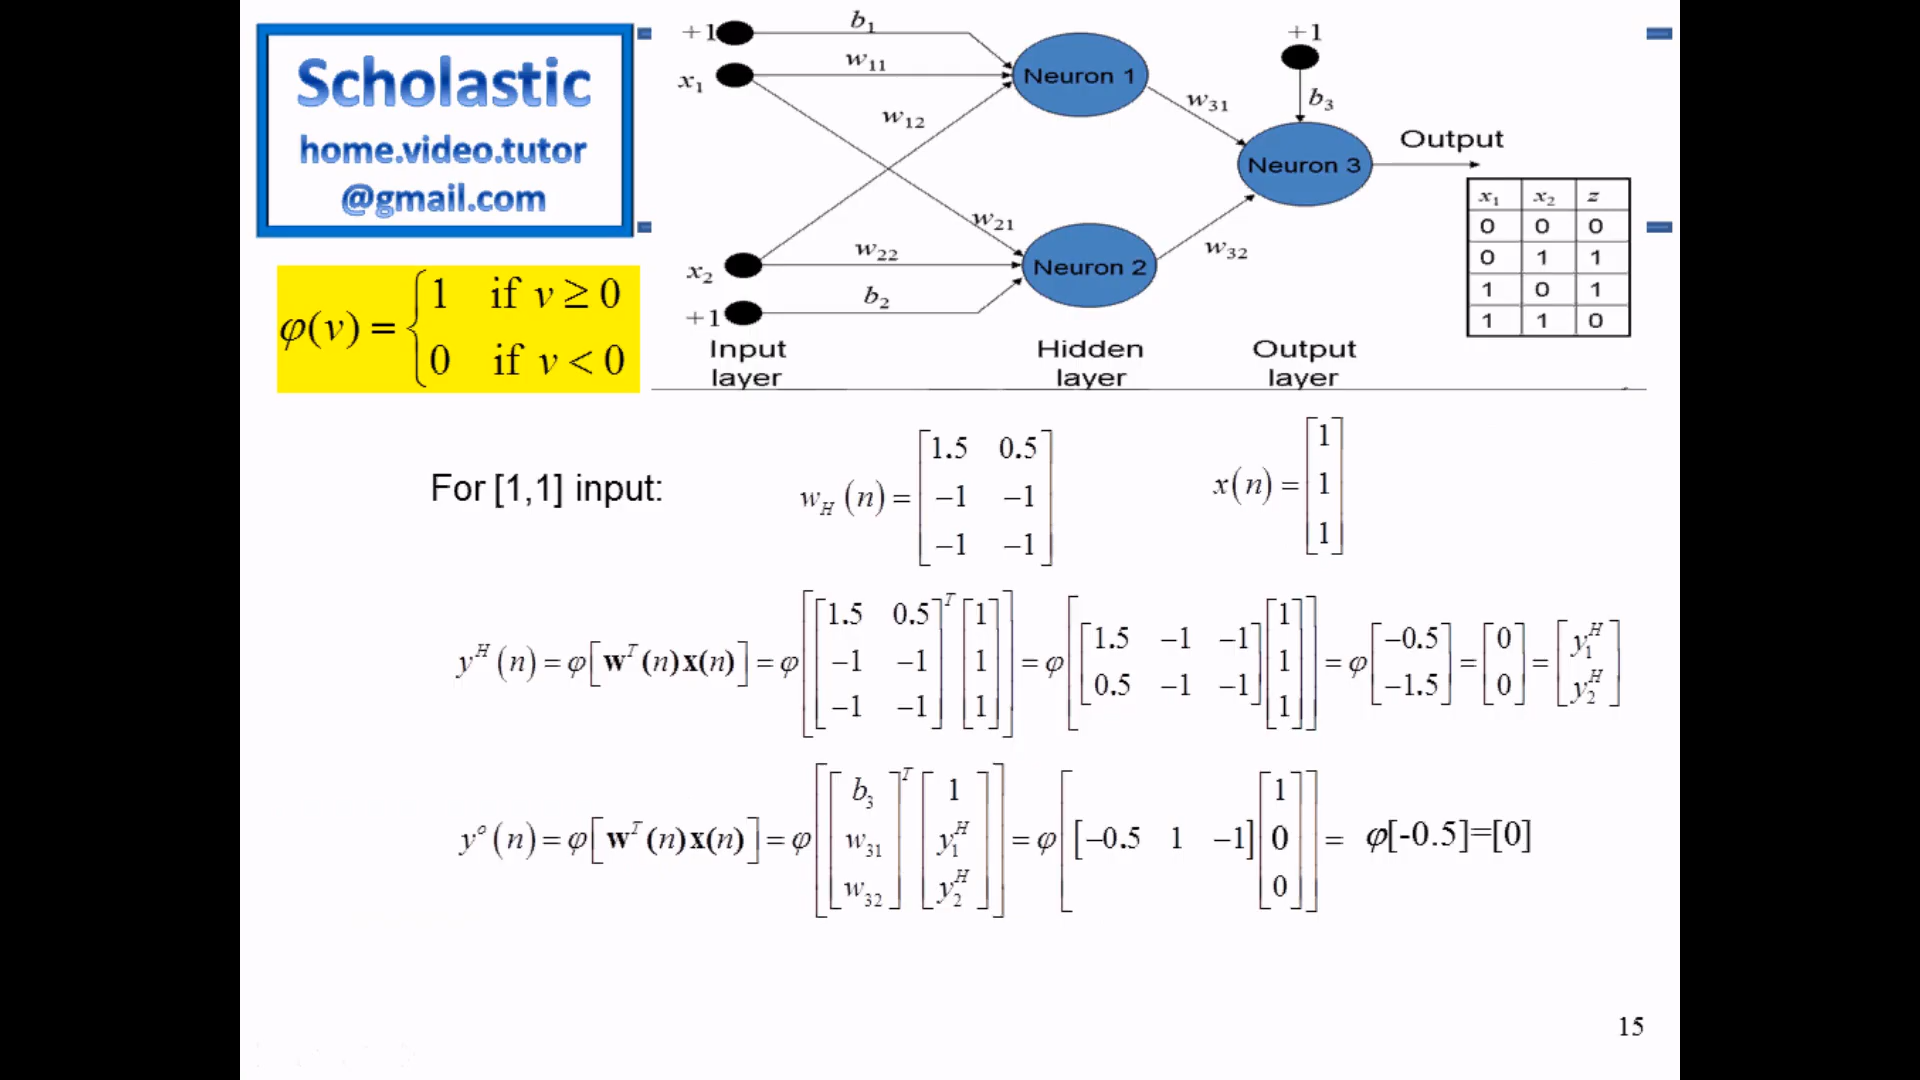 Scholastic
home.video.tutor
@gmail.com
φ(v) = { 1 if v ≥ 0
0 if v < 0
+1 b₁
x₁ w₁₁
w₁₂
w₂₁
x₂ w₂₂
+1 b₂
Neuron 1
Neuron 2
w₃₁
w₃₂
+1
b₃
Neuron 3
Output
Input layer
Hidden layer
Output layer
x₁ x₂ z
0 0 0
0 1 1
1 0 1
1 1 0
For [1,1] input:
w_H (n) = [1.5 0.5; −1 −1; −1 −1]
x(n) = [1; 1; 1]
y^H (n) = φ[w^T(n)x(n)] = φ[[1.5 0.5; −1 −1; −1 −1]^T [1; 1; 1]] = φ[[1.5 −1 −1; 0.5 −1 −1] [1; 1; 1]] = φ[−0.5; −1.5] = [0; 0] = [y₁^H; y₂^H]
y^o (n) = φ[w^T(n)x(n)] = φ[[b₃; w₃₁; w₃₂]^T [1; y₁^H; y₂^H]] = φ[[−0.5 1 −1] [1; 0; 0]] = φ[-0.5]=[0]
15